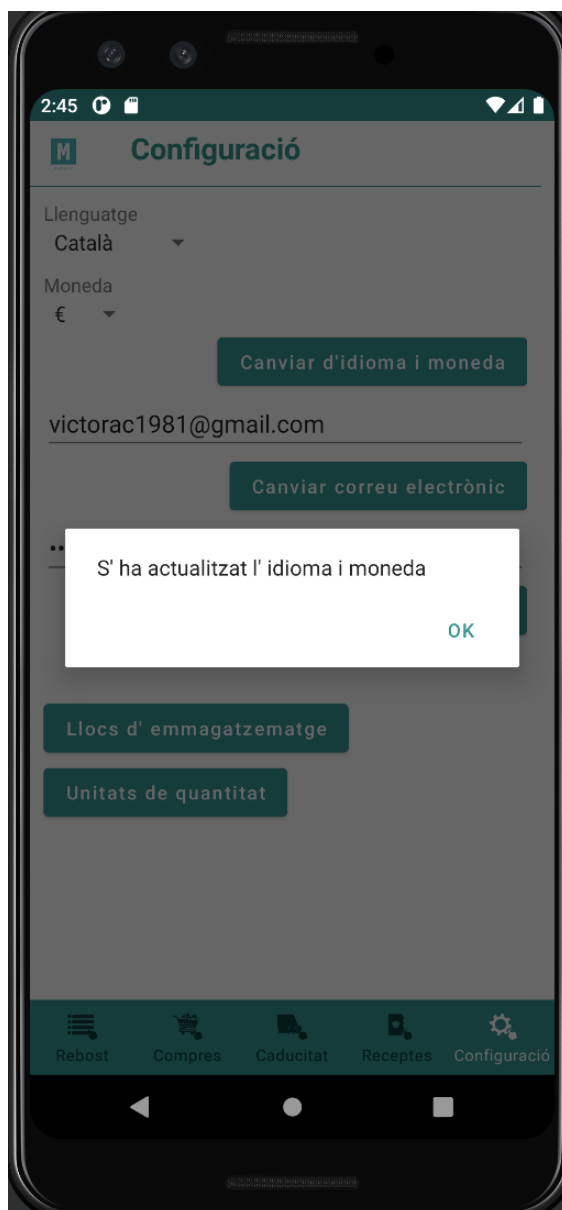 2:45
M
Configuració
Llenguatge
Català
Moneda
€
Canviar d'idioma i moneda
victorac1981@gmail.com
Canviar correu electrònic
S' ha actualitzat l' idioma i moneda
OK
Llocs d' emmagatzematge
Unitats de quantitat
Rebost Compres Caducitat Receptes Configuració